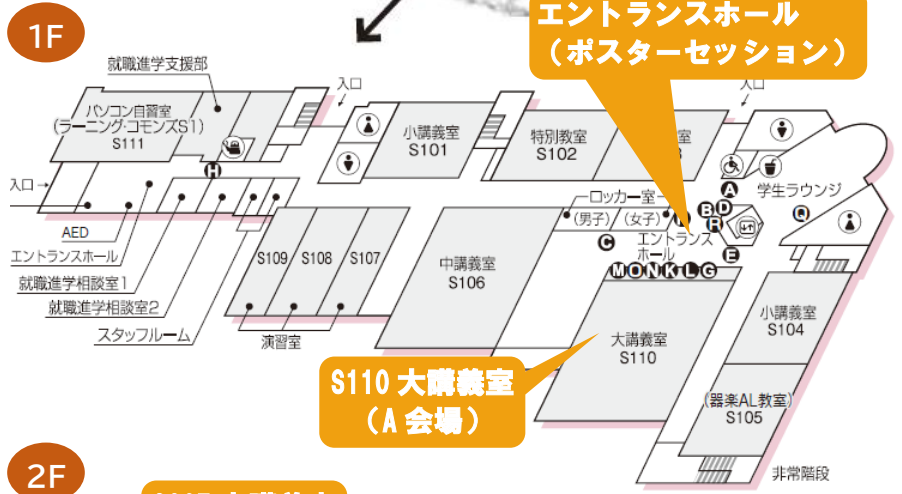 1F
エントランスホール
（ポスターセッション）
就職進学支援部
入口
入口
パソコン自習室
(ラーニング・コモンズS1)
S111
小講義室
S101
特別教室
S102
室
3
H
入口→
ロッカー室
(男子)
(女子)
A
B
D
R
学生ラウンジ
Q
AED
C
エントランス
ホール
E
エントランスホール
S109
S108
S107
中講義室
S106
M
O
N
K
L
G
就職進学相談室1
就職進学相談室2
スタッフルーム
演習室
大講義室
S110
小講義室
S104
S110 大講義室
（A 会場）
(器楽AL教室)
S105
非常階段
2F